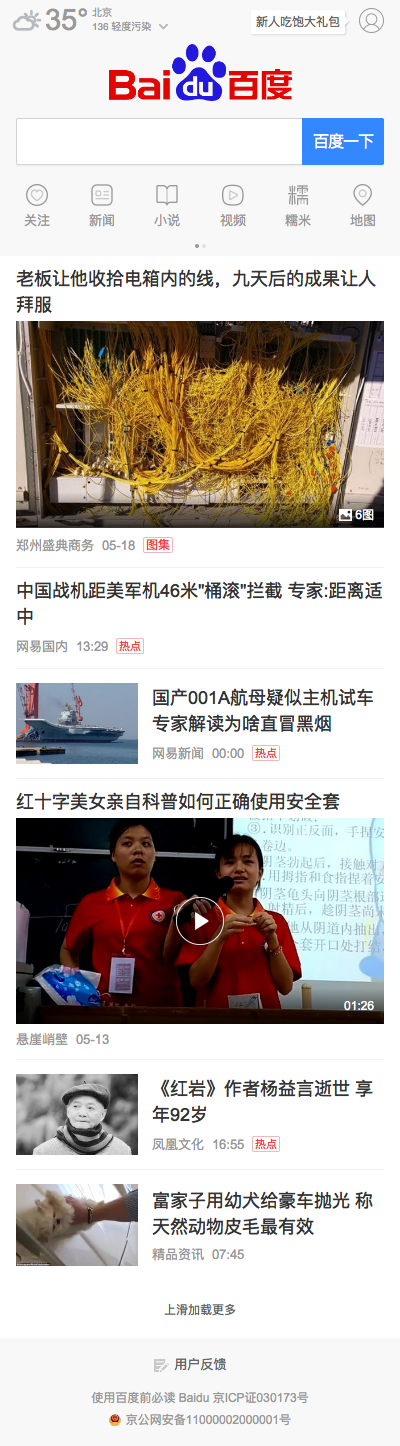 35°
北京
136 轻度污染
新人吃饱大礼包
Bai du 百度
百度一下
关注 新闻 小说 视频 糯米 地图
老板让他收拾电箱内的线，九天后的成果让人
拜服
6图
郑州盛典商务 05-18 图集
中国战机距美军机46米"桶滚"拦截 专家:距离适
中
网易国内 13:29 热点
国产001A航母疑似主机试车
专家解读为啥直冒黑烟
网易新闻 00:00 热点
红十字美女亲自科普如何正确使用安全套
③.识别正反面，手捏安
卷边。
阴茎勃起后，接触对
.用拇指和食指捏着安
阴茎龟头向阴茎根部
射精后，趁阴茎尚
从阴道内抽出
套开口处打结
01:26
悬崖峭壁 05-13
《红岩》作者杨益言逝世 享
年92岁
凤凰文化 16:55 热点
富家子用幼犬给豪车抛光 称
天然动物皮毛最有效
精品资讯 07:45
上滑加载更多
用户反馈
使用百度前必读 Baidu 京ICP证030173号
京公网安备11000002000001号